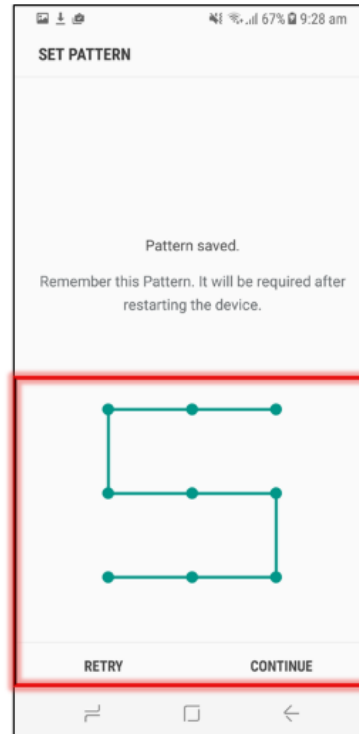 67% 9:28 am
SET PATTERN
Pattern saved.
Remember this Pattern. It will be required after
restarting the device.
RETRY CONTINUE